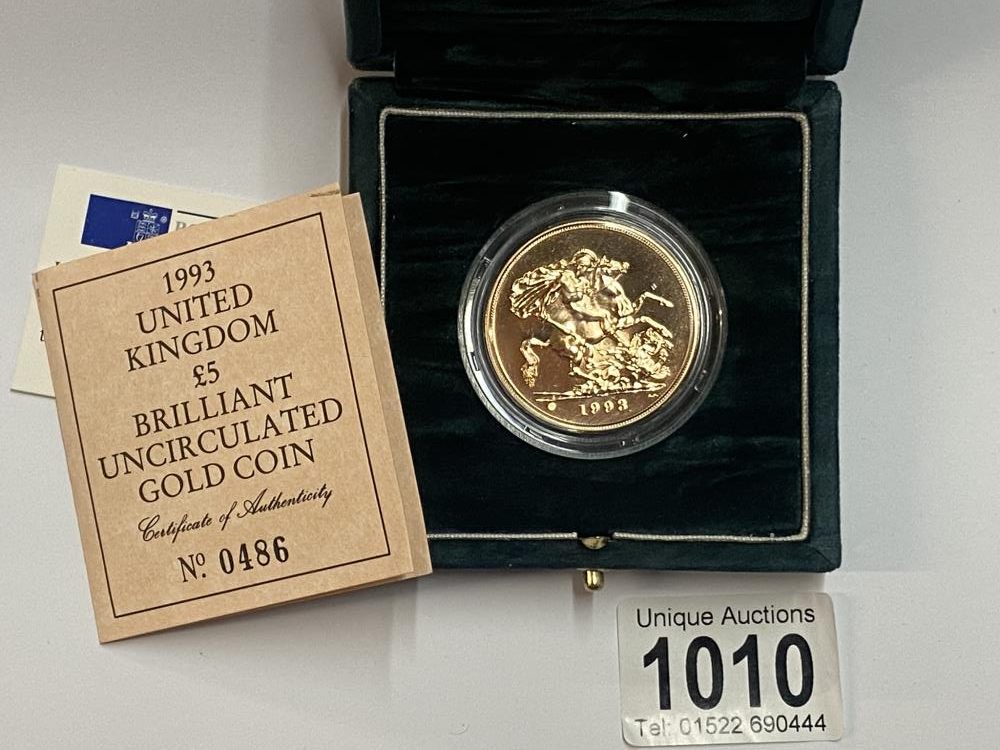 1993
UNITED
KINGDOM
£5
BRILLIANT
UNCIRCULATED
GOLD COIN
Certificate of Authenticity
Nº. 0486
1993
Unique Auctions
1010
Tel: 01522 690444